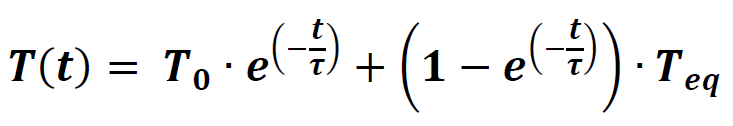 T(t) = T₀ · e^(−t/τ) + (1 − e^(−t/τ)) · T_eq